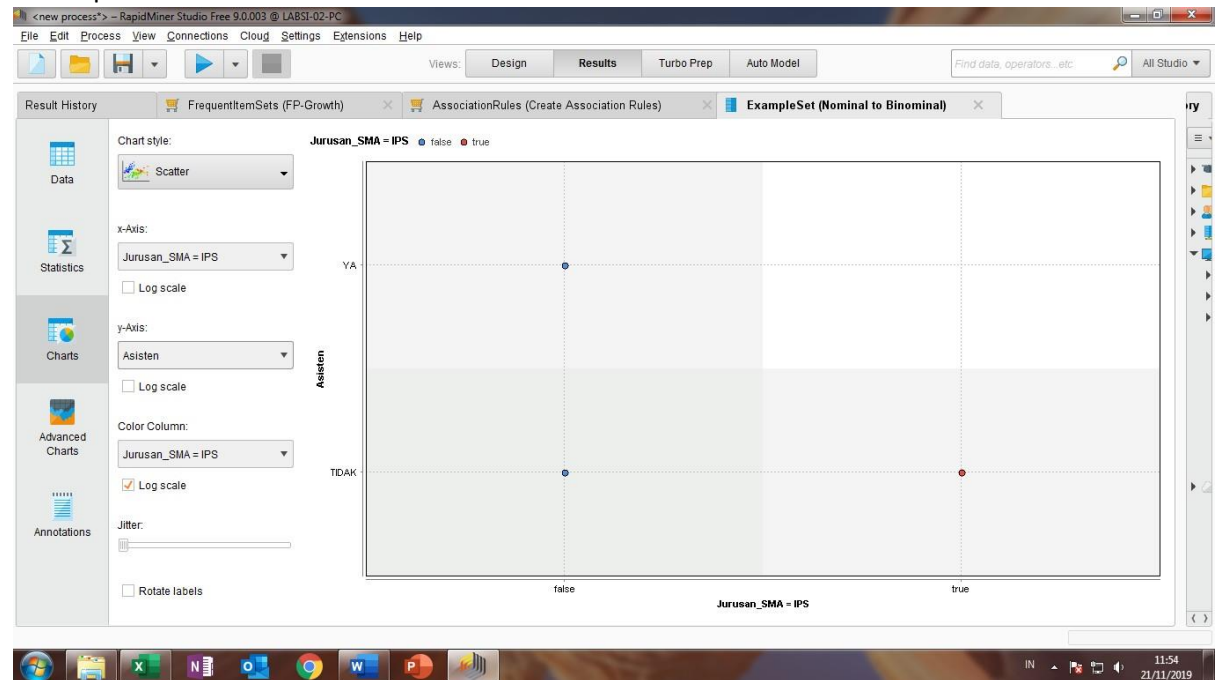 <new process*> – RapidMiner Studio Free 9.0.003 @ LABSI-02-PC
File Edit Process View Connections Cloud Settings Extensions Help
Views: Design Results Turbo Prep Auto Model Find data, operators...etc. All Studio
Result History FrequentItemSets (FP-Growth) AssociationRules (Create Association Rules) ExampleSet (Nominal to Binominal) ory
Chart style: Jurusan_SMA = IPS false true
Scatter
Data
x-Axis:
Jurusan_SMA = IPS
Statistics
YA
Log scale
y-Axis:
Charts
Asisten
Asisten
Log scale
Color Column:
Advanced
Charts
Jurusan_SMA = IPS
TIDAK
Log scale
Jitter:
Annotations
Rotate labels
false true
Jurusan_SMA = IPS
IN 11:54
21/11/2019